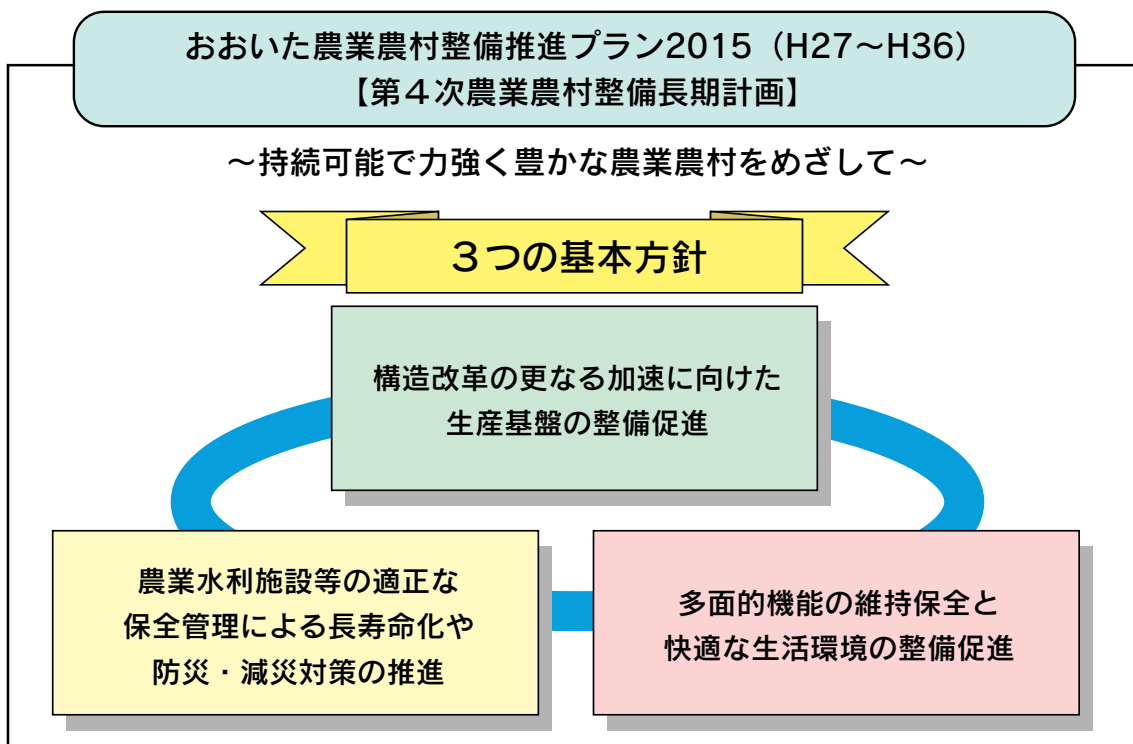 おおいた農業農村整備推進プラン2015（H27～H36）
【第４次農業農村整備長期計画】
～持続可能で力強く豊かな農業農村をめざして～
３つの基本方針
構造改革の更なる加速に向けた
生産基盤の整備促進
農業水利施設等の適正な
保全管理による長寿命化や
防災・減災対策の推進
多面的機能の維持保全と
快適な生活環境の整備促進